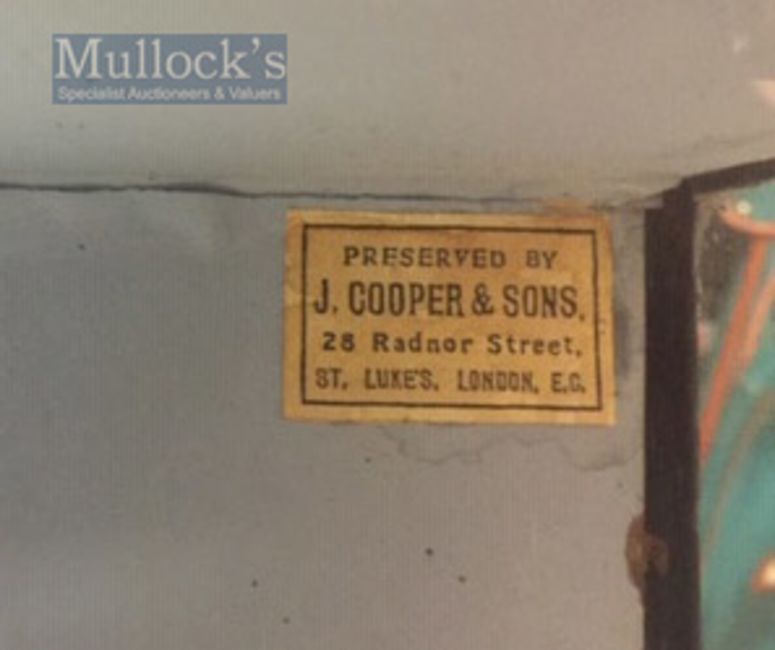 Mullock's
Specialist Auctioneers & Valuers
PRESERVED BY
J. COOPER & SONS,
28 Radnor Street,
ST. LUKE'S, LONDON, E.C.